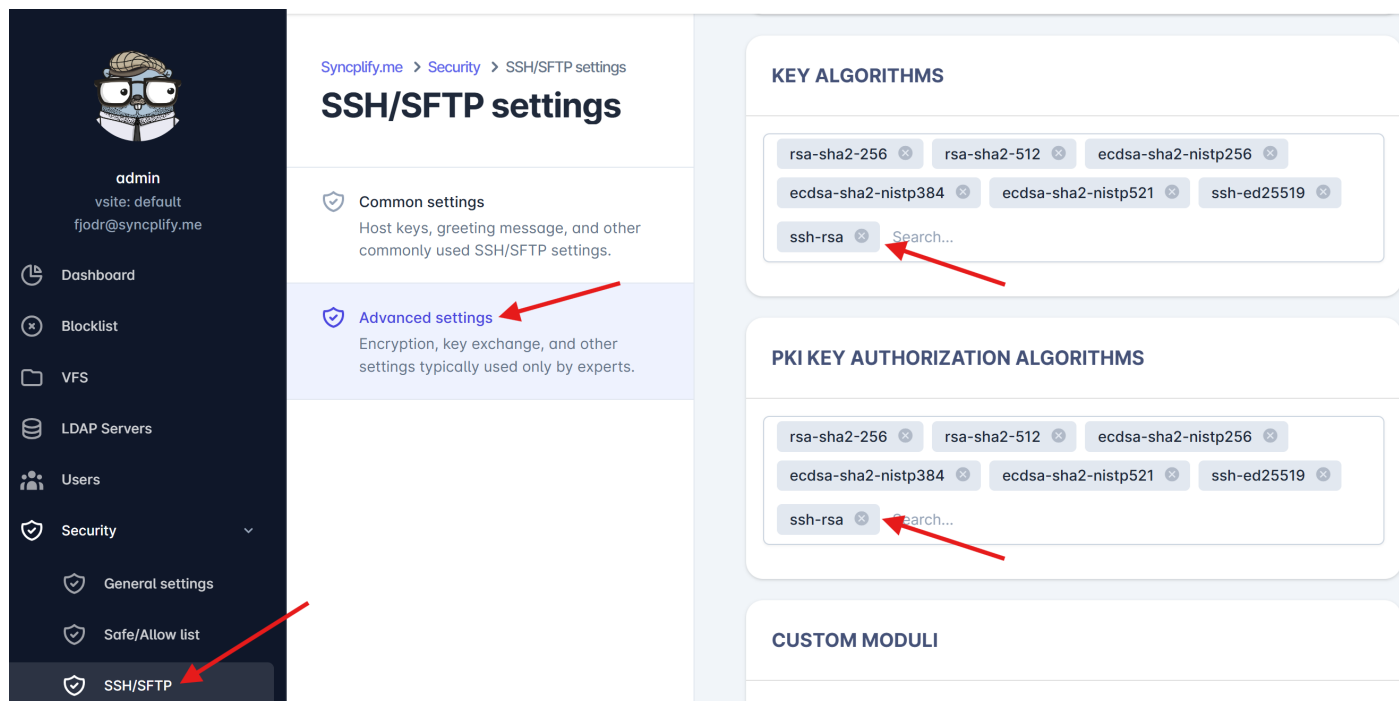 admin
vsite: default
fjodr@syncplify.me
Dashboard
Blocklist
VFS
LDAP Servers
Users
Security
General settings
Safe/Allow list
SSH/SFTP
Syncplify.me > Security > SSH/SFTP settings
SSH/SFTP settings
Common settings
Host keys, greeting message, and other
commonly used SSH/SFTP settings.
Advanced settings
Encryption, key exchange, and other
settings typically used only by experts.
KEY ALGORITHMS
rsa-sha2-256 rsa-sha2-512 ecdsa-sha2-nistp256
ecdsa-sha2-nistp384 ecdsa-sha2-nistp521 ssh-ed25519
ssh-rsa Search...
PKI KEY AUTHORIZATION ALGORITHMS
rsa-sha2-256 rsa-sha2-512 ecdsa-sha2-nistp256
ecdsa-sha2-nistp384 ecdsa-sha2-nistp521 ssh-ed25519
ssh-rsa Search...
CUSTOM MODULI